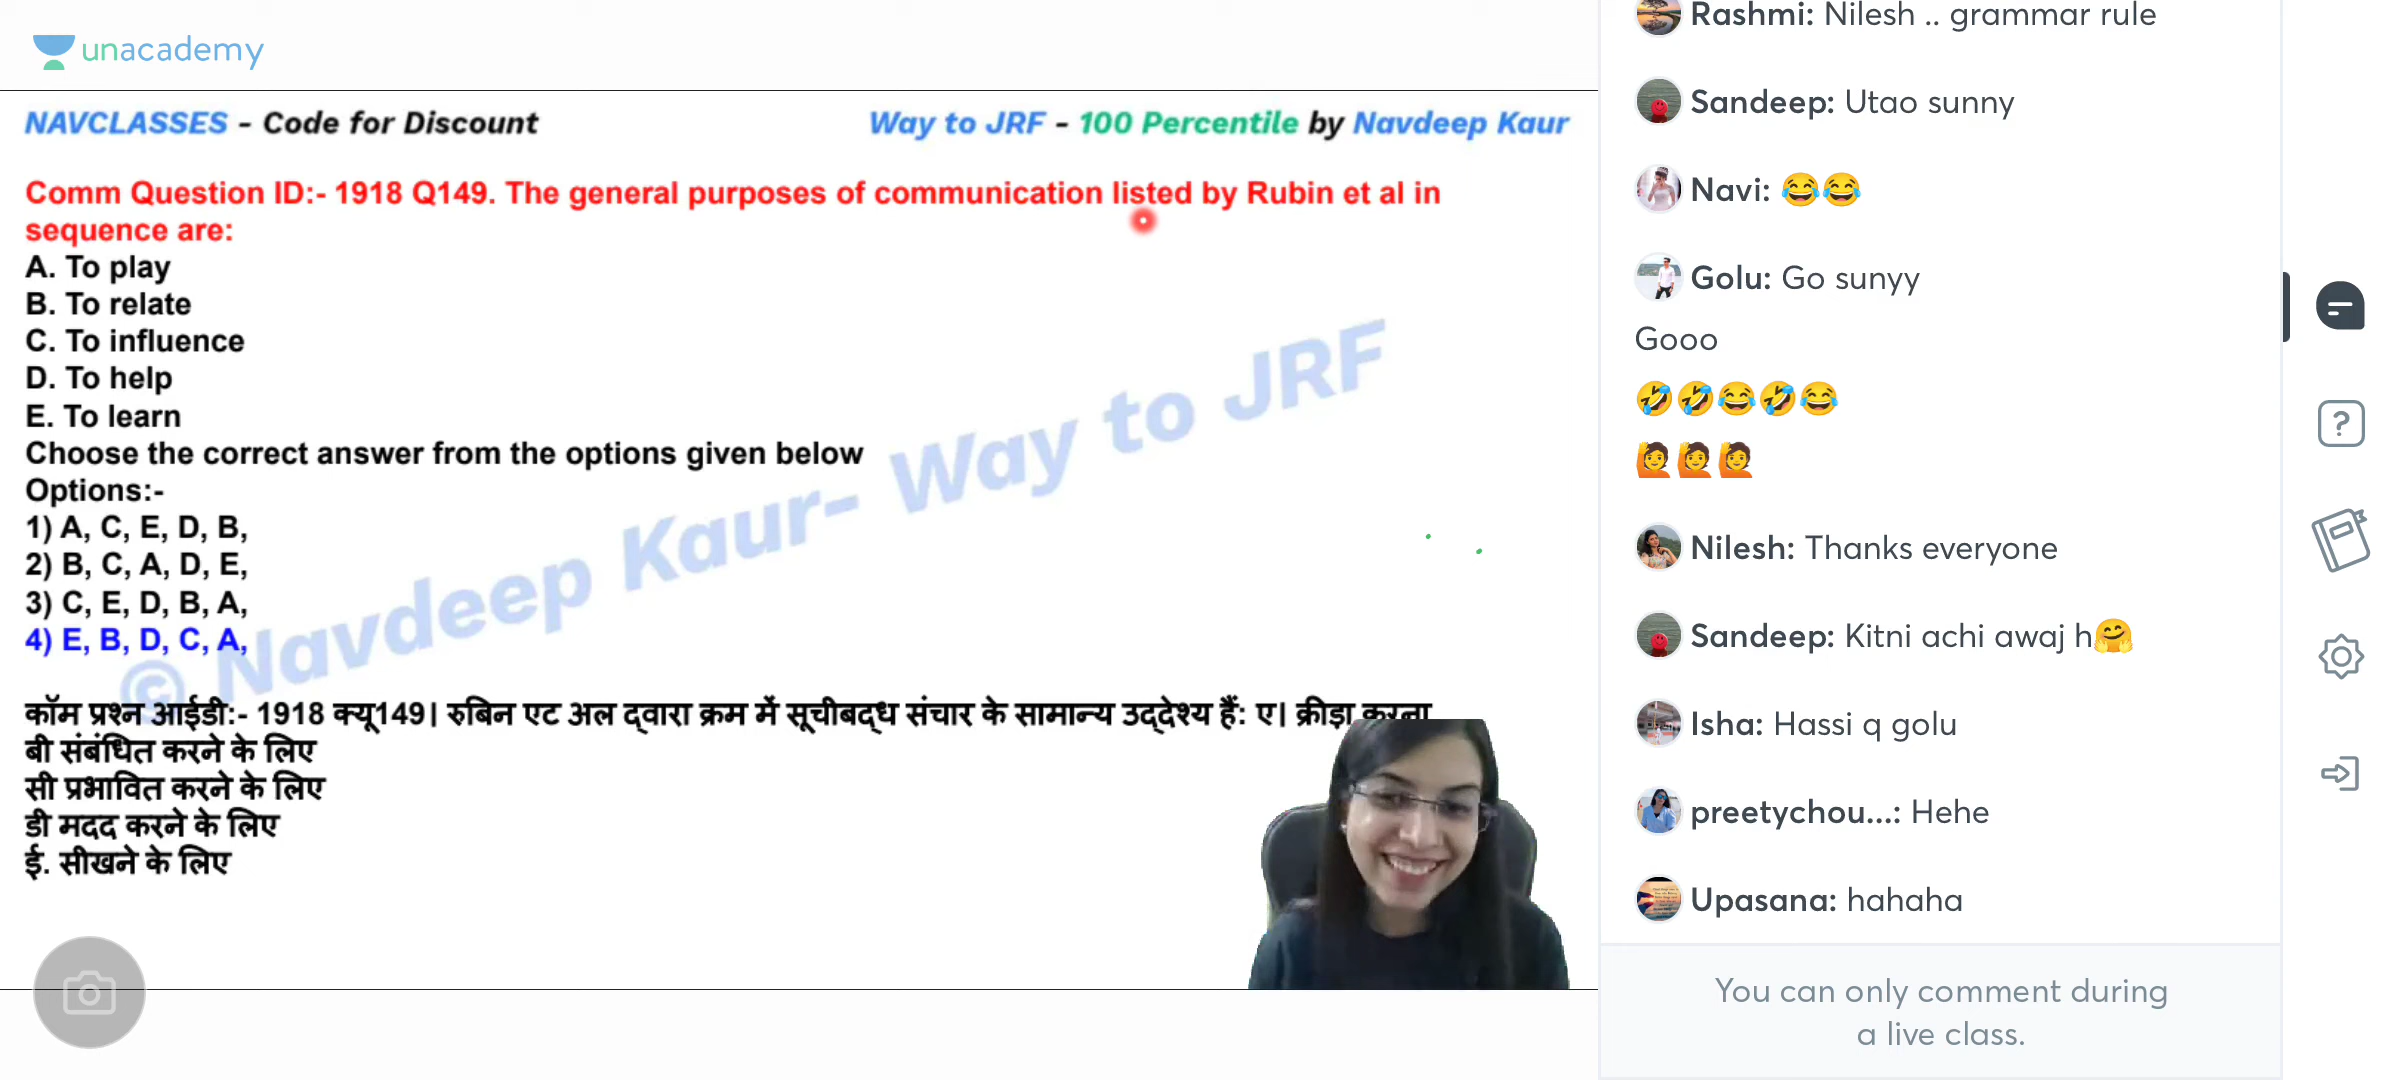 unacademy
NAVCLASSES - Code for Discount
Way to JRF - 100 Percentile by Navdeep Kaur
Comm Question ID:- 1918 Q149. The general purposes of communication listed by Rubin et al in
sequence are:
A. To play
B. To relate
C. To influence
D. To help
E. To learn
Choose the correct answer from the options given below
Options:-
1) A, C, E, D, B,
2) B, C, A, D, E,
3) C, E, D, B, A,
4) E, B, D, C, A,
© Navdeep Kaur- Way to JRF
कॉम प्रश्न आईडी:- 1918 क्यू149। रुबिन एट अल द्वारा क्रम में सूचीबद्ध संचार के सामान्य उद्देश्य हैं: ए। क्रीड़ा करना
बी संबंधित करने के लिए
सी प्रभावित करने के लिए
डी मदद करने के लिए
ई. सीखने के लिए
Rashmi: Nilesh .. grammar rule
Sandeep: Utao sunny
Navi: 😂😂
Golu: Go sunyy
Gooo
🤣🤣😂🤣😂
🙋🙋🙋
Nilesh: Thanks everyone
Sandeep: Kitni achi awaj h🤗
Isha: Hassi q golu
preetychou...: Hehe
Upasana: hahaha
You can only comment during
a live class.